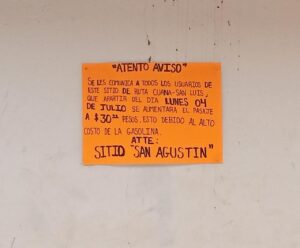 "ATENTO AVISO"
SE LES COMUNICA A TODOS LOS USUARIOS DE
ESTE SITIO DE RUTA CUANA-SAN LUIS,
QUE APARTIR DEL DIA LUNES 04
DE JULIO SE AUMENTARA EL PASAJE
A $30.00 PESOS. ESTO DEBIDO AL ALTO
COSTO DE LA GASOLINA.
ATTE:
SITIO "SAN AGUSTIN"